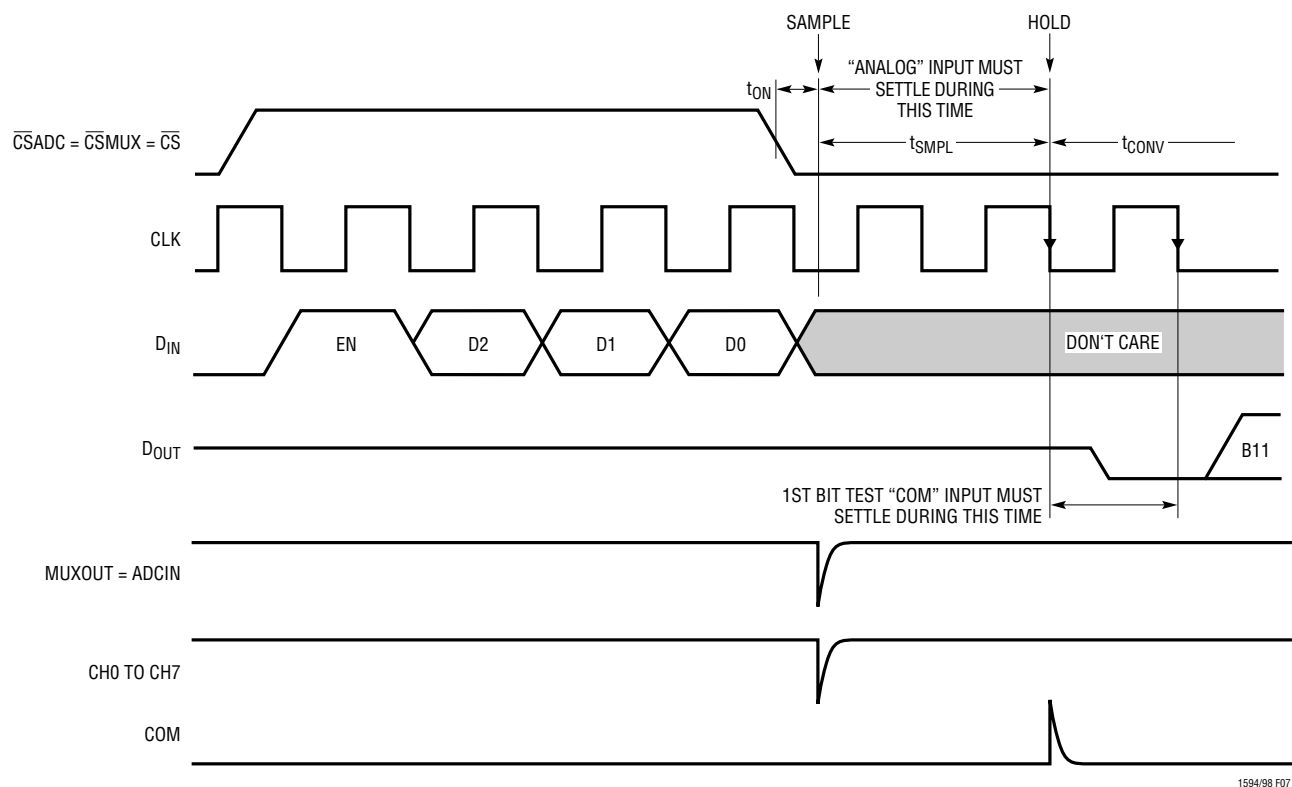 SAMPLE
HOLD
"ANALOG" INPUT MUST
SETTLE DURING
THIS TIME
tON
C̅S̅ADC = C̅S̅MUX = C̅S̅
tSMPL
tCONV
CLK
DIN
EN
D2
D1
D0
DON'T CARE
DOUT
B11
1ST BIT TEST "COM" INPUT MUST
SETTLE DURING THIS TIME
MUXOUT = ADCIN
CH0 TO CH7
COM
1594/98 F07